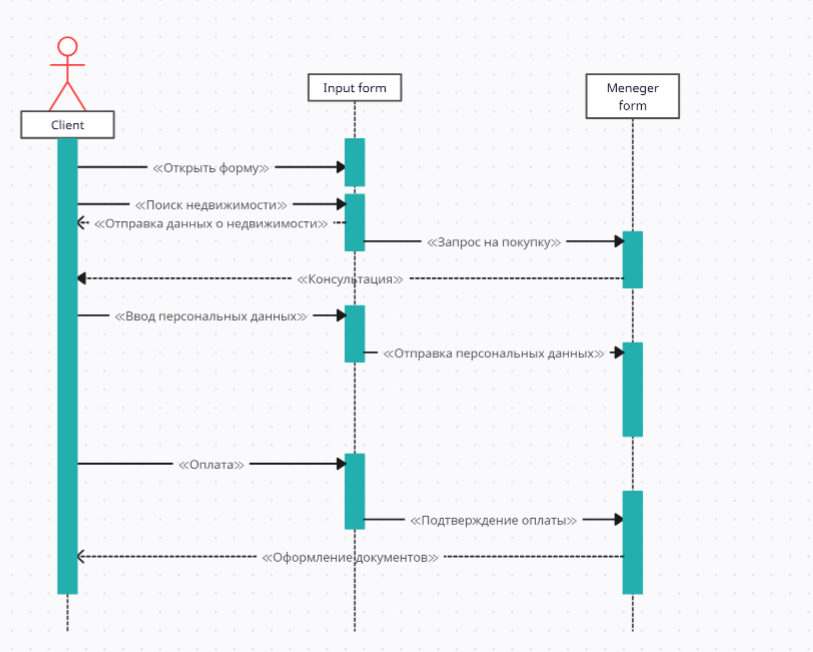 Input form
Meneger
form
Client
«Открыть форму»
«Поиск недвижимости»
«Отправка данных о недвижимости»
«Запрос на покупку»
«Консультация»
«Ввод персональных данных»
«Отправка персональных данных»
«Оплата»
«Подтверждение оплаты»
«Оформление документов»